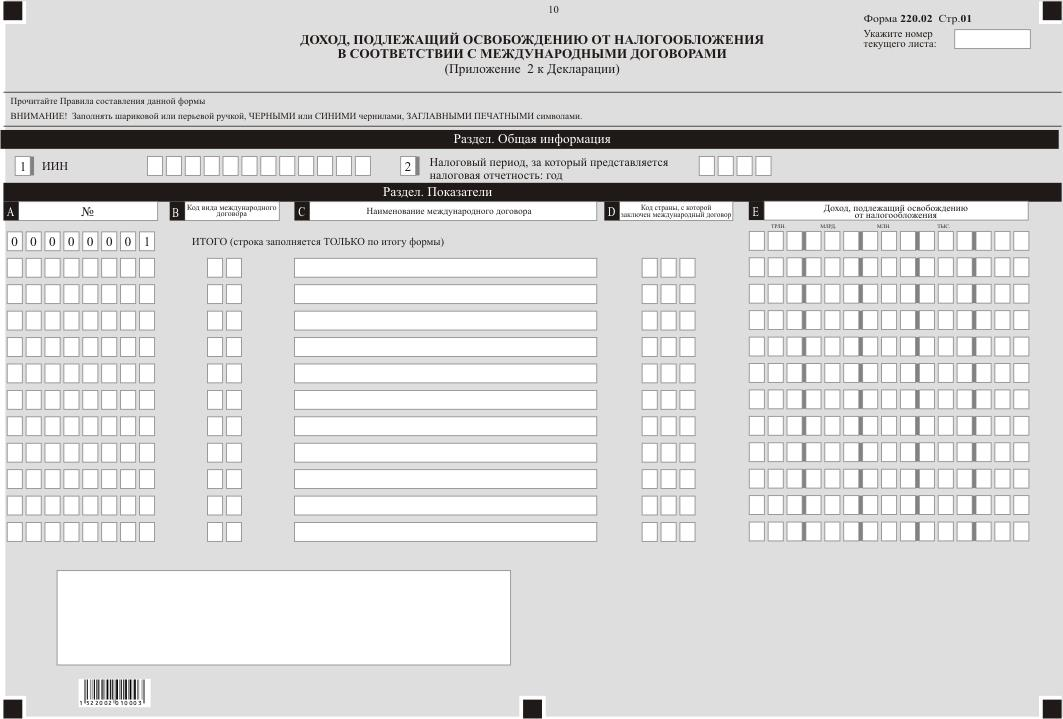 10
Форма 220.02 Стр.01
Укажите номер
текущего листа:
ДОХОД, ПОДЛЕЖАЩИЙ ОСВОБОЖДЕНИЮ ОТ НАЛОГООБЛОЖЕНИЯ
В СООТВЕТСТВИИ С МЕЖДУНАРОДНЫМИ ДОГОВОРАМИ
(Приложение 2 к Декларации)
Прочитайте Правила составления данной формы
ВНИМАНИЕ! Заполнять шариковой или перьевой ручкой, ЧЕРНЫМИ или СИНИМИ чернилами, ЗАГЛАВНЫМИ ПЕЧАТНЫМИ символами.
Раздел. Общая информация
1 ИИН
2 Налоговый период, за который представляется
налоговая отчетность: год
Раздел. Показатели
A №
B Код вида международного
договора
C Наименование международного договора
D Код страны, с которой
заключен международный договор
E Доход, подлежащий освобождению
от налогообложения
ТРЛН. МЛРД. МЛН. ТЫС.
0 0 0 0 0 0 0 1 ИТОГО (строка заполняется ТОЛЬКО по итогу формы)
1522002010003